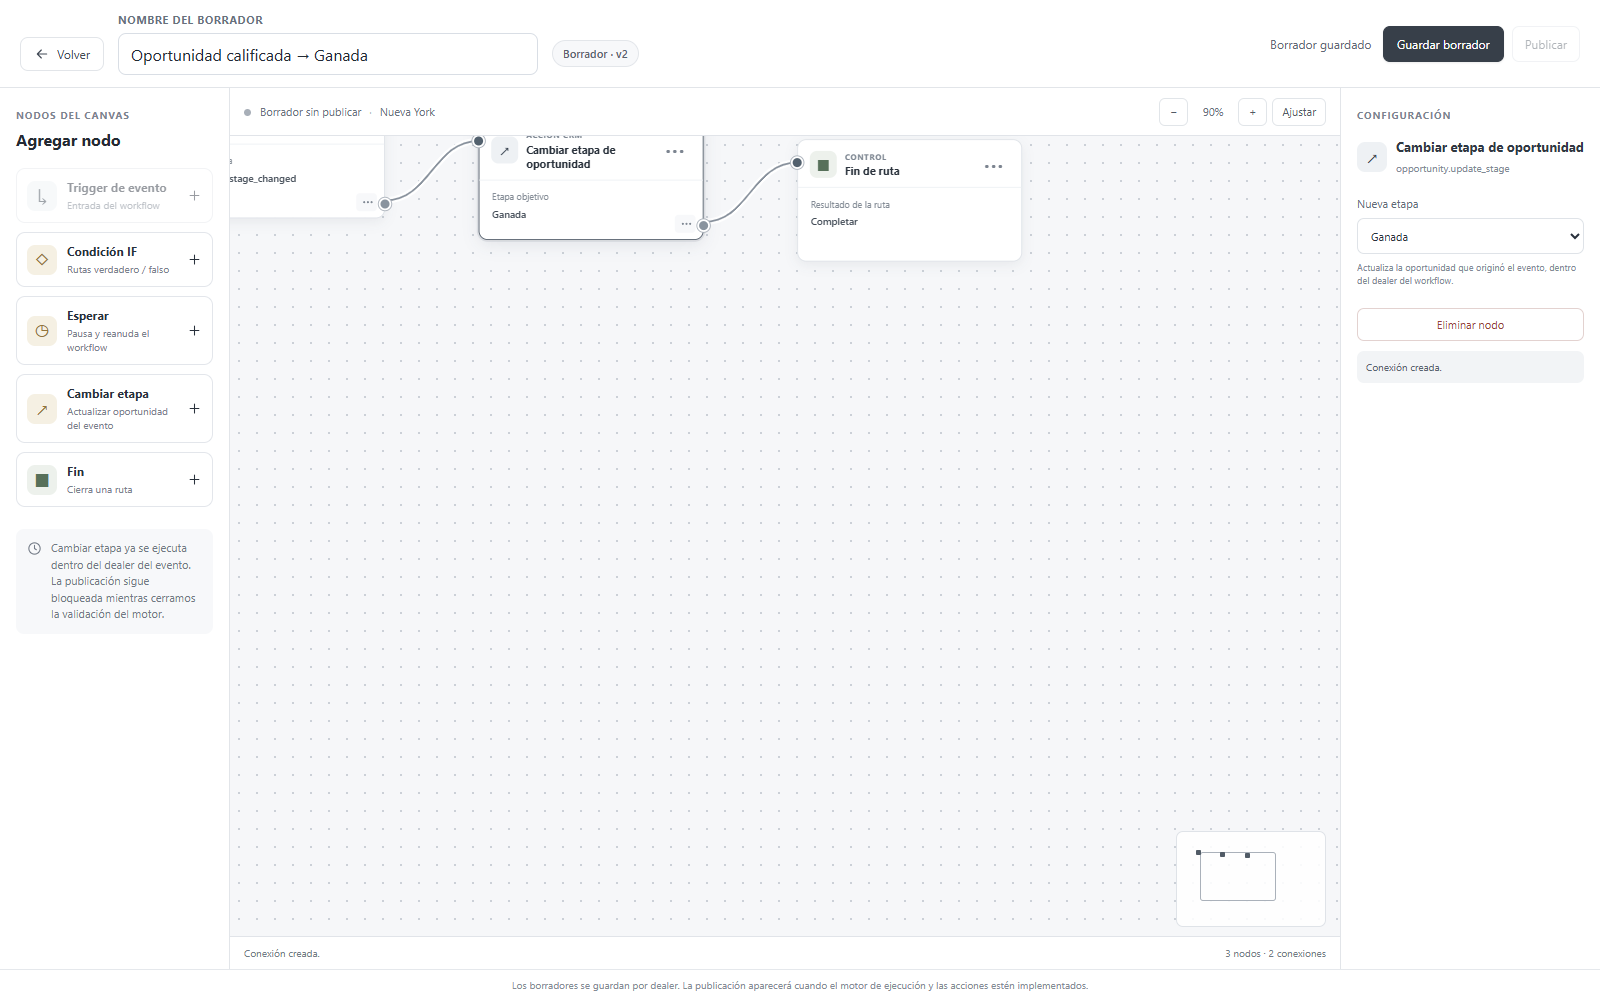 NOMBRE DEL BORRADOR
← Volver
Oportunidad calificada → Ganada
Borrador · v2
Borrador guardado
Guardar borrador
Publicar
NODOS DEL CANVAS
Agregar nodo
Trigger de evento
Entrada del workflow
+
Condición IF
Rutas verdadero / falso
+
Esperar
Pausa y reanuda el
workflow
+
Cambiar etapa
Actualizar oportunidad
del evento
+
Fin
Cierra una ruta
+
Cambiar etapa ya se ejecuta
dentro del dealer del evento.
La publicación sigue
bloqueada mientras cerramos
la validación del motor.
Borrador sin publicar · Nueva York
−
90%
+
Ajustar
stage_changed
...
ACCIÓN CRM
Cambiar etapa de
oportunidad
...
Etapa objetivo
Ganada
...
CONTROL
Fin de ruta
...
Resultado de la ruta
Completar
Conexión creada.
3 nodos · 2 conexiones
CONFIGURACIÓN
Cambiar etapa de oportunidad
opportunity.update_stage
Nueva etapa
Ganada
Actualiza la oportunidad que originó el evento, dentro
del dealer del workflow.
Eliminar nodo
Conexión creada.
Los borradores se guardan por dealer. La publicación aparecerá cuando el motor de ejecución y las acciones estén implementados.